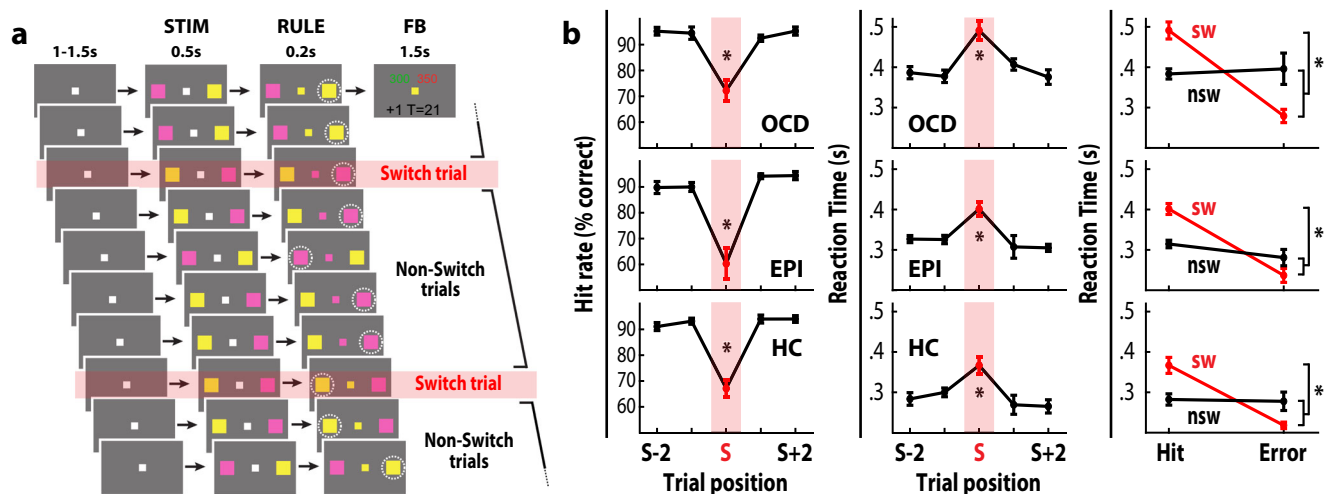 a
STIM RULE FB
1-1.5s 0.5s 0.2s 1.5s
350
+1 T=21
Switch trial
Non-Switch
trials
Switch trial
Non-Switch
trials
b
Hit rate (% correct)
90
80
70
60
OCD
90
80
70
60
EPI
90
80
70
60
HC
S-2 S S+2
Trial position
*
*
*
Reaction Time (s)
.5
.4
.3
OCD
.4
.3
EPI
.5
.4
.3
HC
S-2 S S+2
Trial position
*
*
*
Reaction Time (s)
.5
.4
.3
sw
nsw
*
.4
.3
sw
nsw
*
.5
.4
.3
sw
nsw
*
Hit Error